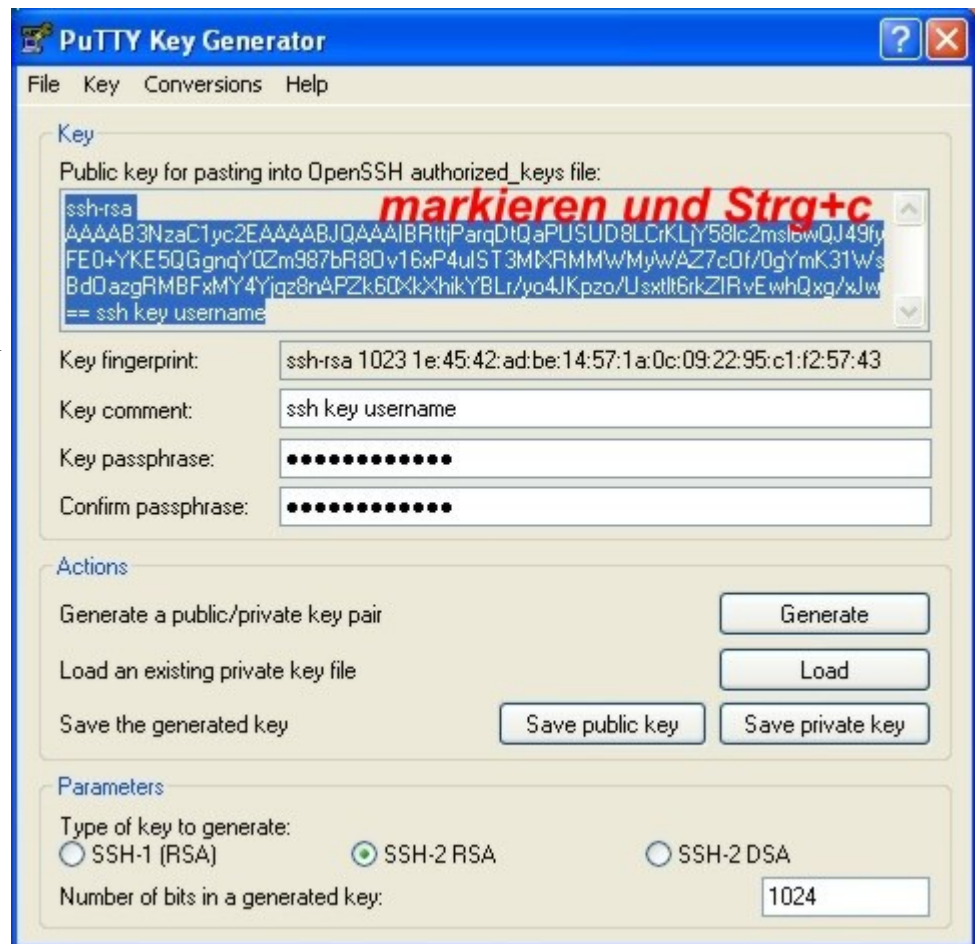 PuTTY Key Generator
File Key Conversions Help
Key
Public key for pasting into OpenSSH authorized_keys file:
markieren und Strg+c
ssh-rsa
== ssh key username
Key fingerprint: ssh-rsa 1023 1e:45:42:ad:be:14:57:1a:0c:09:22:95:c1:f2:57:43
Key comment: ssh key username
Key passphrase: ●●●●●●●●●●●●
Confirm passphrase: ●●●●●●●●●●●●
Actions
Generate a public/private key pair Generate
Load an existing private key file Load
Save the generated key Save public key Save private key
Parameters
Type of key to generate:
SSH-1 (RSA) SSH-2 RSA SSH-2 DSA
Number of bits in a generated key: 1024